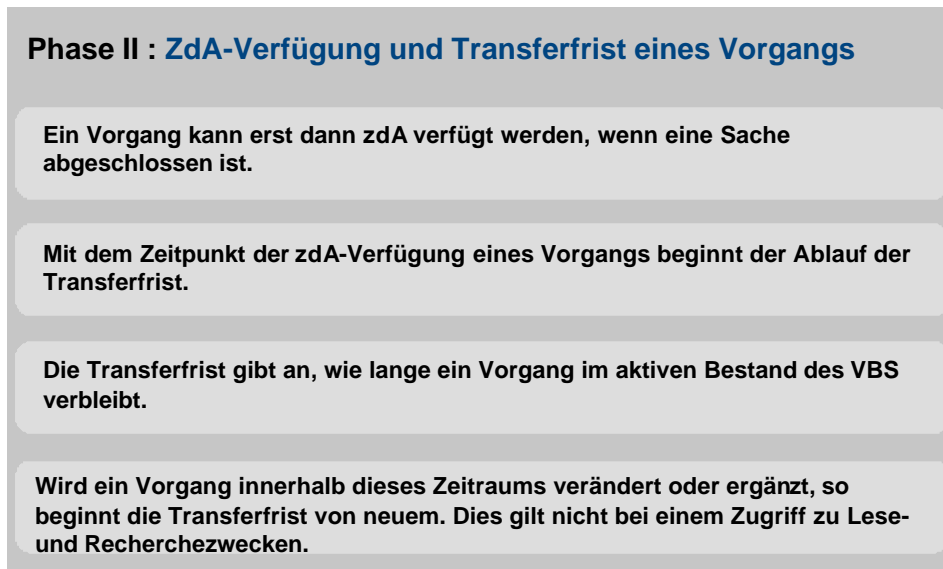 Phase II : ZdA-Verfügung und Transferfrist eines Vorgangs
Ein Vorgang kann erst dann zdA verfügt werden, wenn eine Sache
abgeschlossen ist.
Mit dem Zeitpunkt der zdA-Verfügung eines Vorgangs beginnt der Ablauf der
Transferfrist.
Die Transferfrist gibt an, wie lange ein Vorgang im aktiven Bestand des VBS
verbleibt.
Wird ein Vorgang innerhalb dieses Zeitraums verändert oder ergänzt, so
beginnt die Transferfrist von neuem. Dies gilt nicht bei einem Zugriff zu Lese-
und Recherchezwecken.